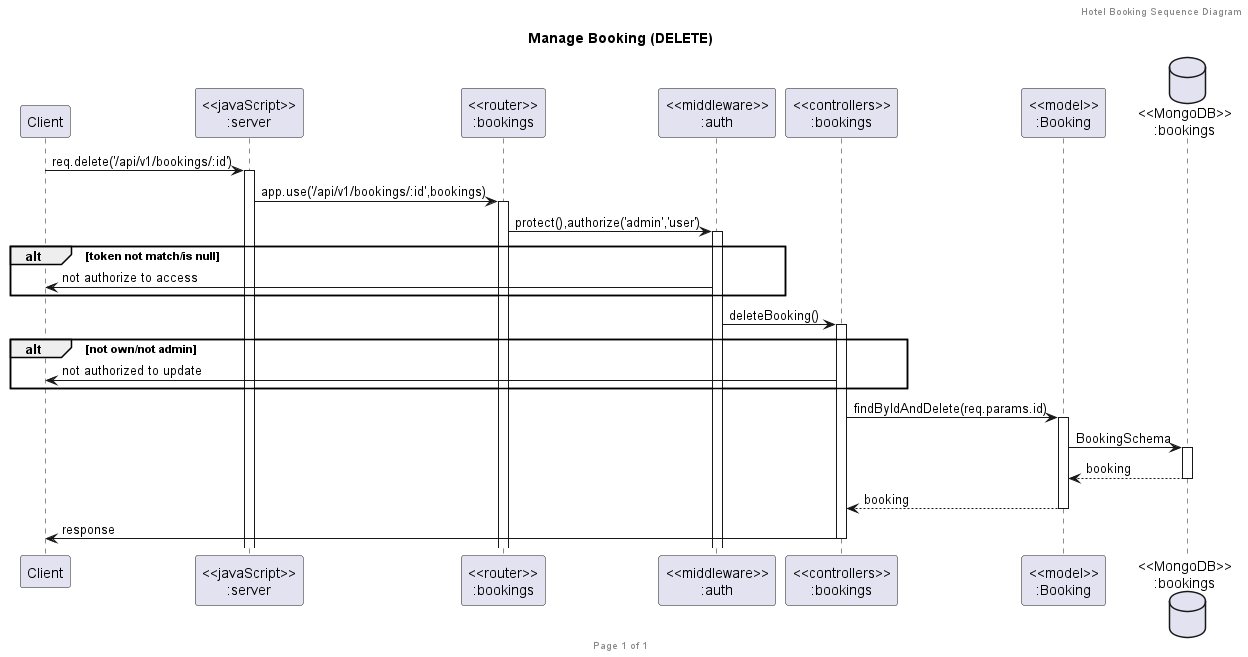 Hotel Booking Sequence Diagram
Manage Booking (DELETE)
Client
<<javaScript>>
:server
<<router>>
:bookings
<<middleware>>
:auth
<<controllers>>
:bookings
<<model>>
:Booking
<<MongoDB>>
:bookings
req.delete('/api/v1/bookings/:id')
app.use('/api/v1/bookings/:id',bookings)
protect(),authorize('admin','user')
alt [token not match/is null]
not authorize to access
deleteBooking()
alt [not own/not admin]
not authorized to update
findByIdAndDelete(req.params.id)
BookingSchema
booking
booking
response
Client
<<javaScript>>
:server
<<router>>
:bookings
<<middleware>>
:auth
<<controllers>>
:bookings
<<model>>
:Booking
<<MongoDB>>
:bookings
Page 1 of 1